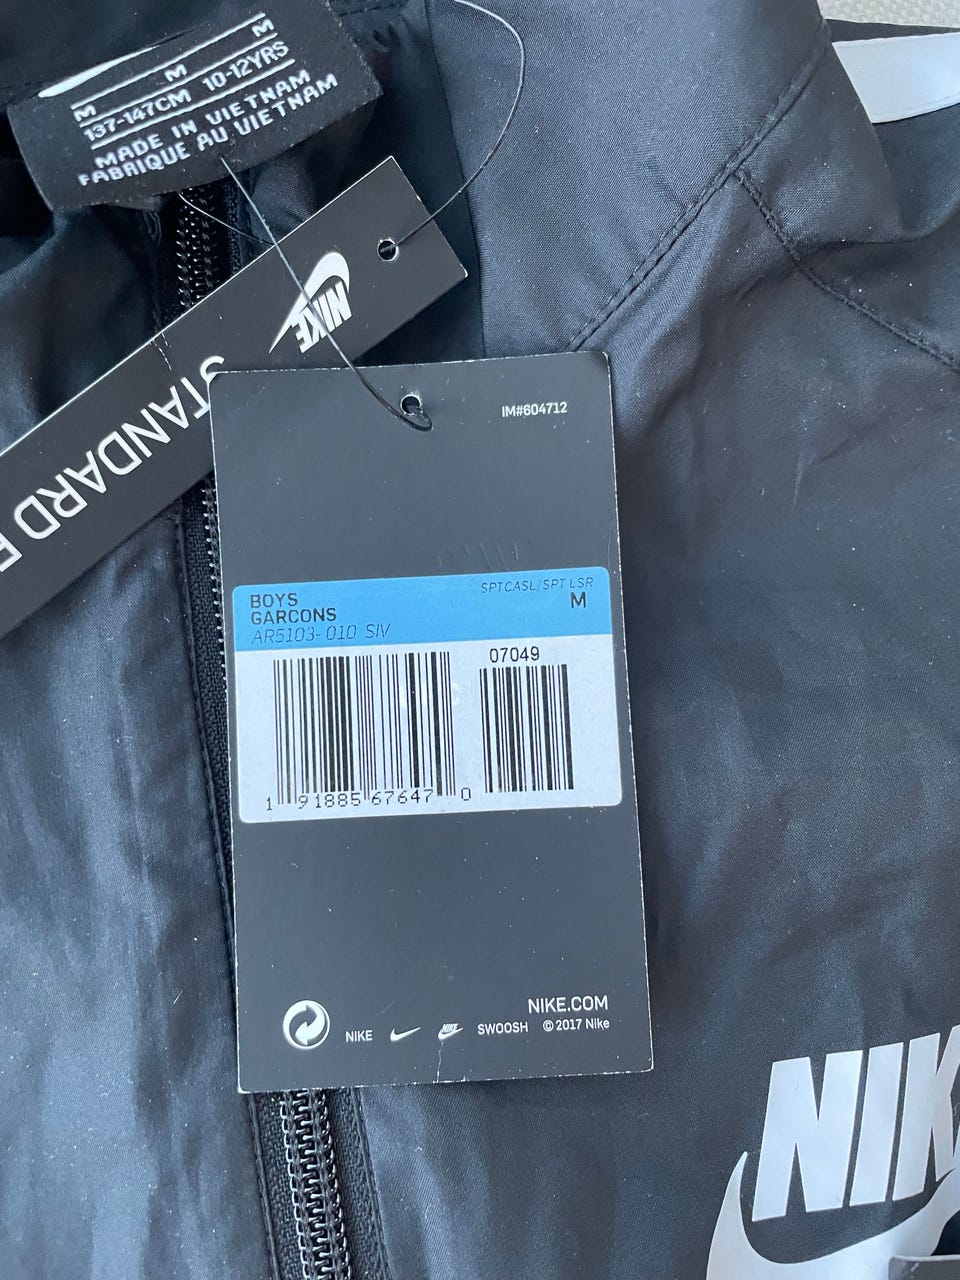 M M M
137-147CM 10-12YRS
MADE IN VIETNAM
FABRIQUE AU VIETNAM
NIKE
STANDARD
IM#604712
BOYS
GARCONS
AR5103-010 SIV
SPTCASL/SPT LSR
M
07049
1 91885 67647 0
NIKE.COM
NIKE NIKE SWOOSH © 2017 Nike
NIK